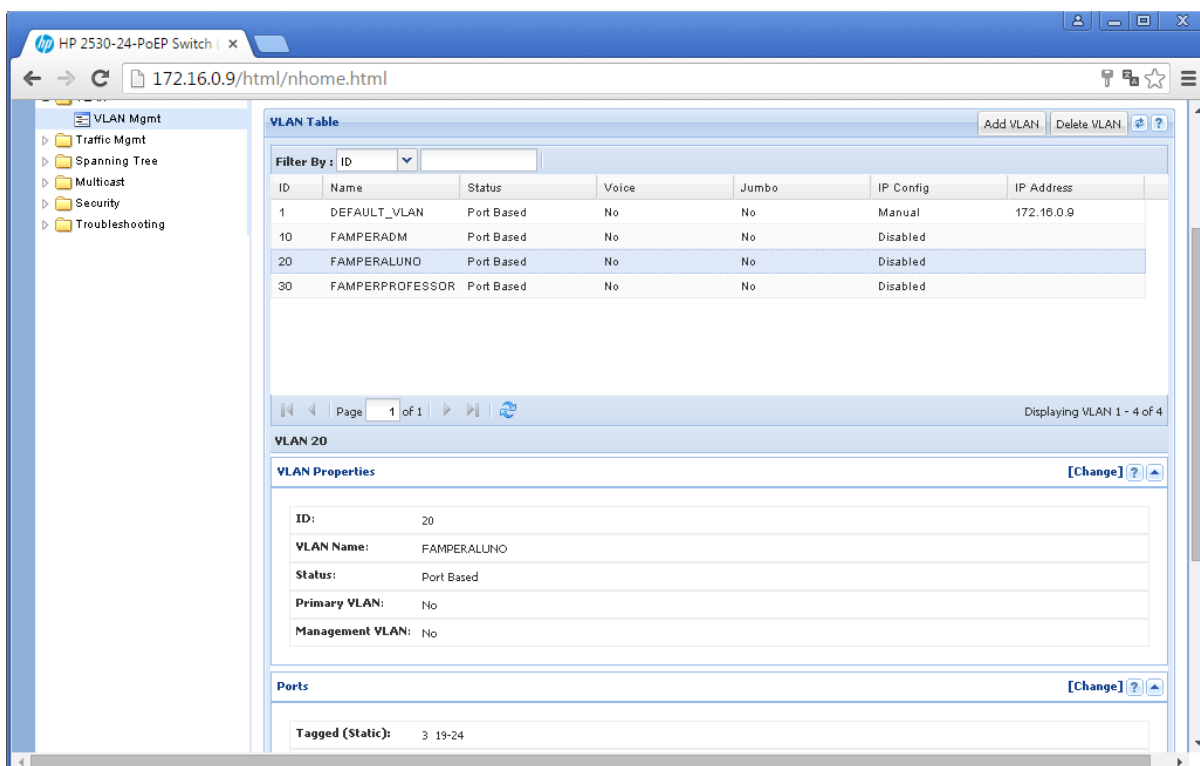 HP 2530-24-PoEP Switch (
172.16.0.9/html/nhome.html
VLAN Mgmt
Traffic Mgmt
Spanning Tree
Multicast
Security
Troubleshooting
VLAN Table
Add VLAN Delete VLAN ?
Filter By : ID
ID Name Status Voice Jumbo IP Config IP Address
1 DEFAULT_VLAN Port Based No No Manual 172.16.0.9
10 FAMPERADM Port Based No No Disabled
20 FAMPERALUNO Port Based No No Disabled
30 FAMPERPROFESSOR Port Based No No Disabled
Page 1 of 1 Displaying VLAN 1 - 4 of 4
VLAN 20
VLAN Properties [Change] ?
ID: 20
VLAN Name: FAMPERALUNO
Status: Port Based
Primary VLAN: No
Management VLAN: No
Ports [Change] ?
Tagged (Static): 3 19-24